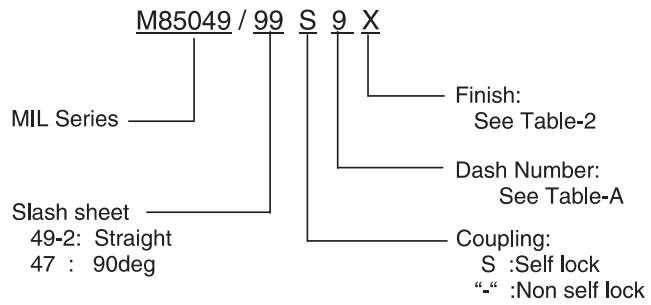 M85049 / 99 S 9 X
Finish:
See Table-2
MIL Series
Dash Number:
See Table-A
Slash sheet
49-2: Straight
47 : 90deg
Coupling:
S :Self lock
“-“ :Non self lock